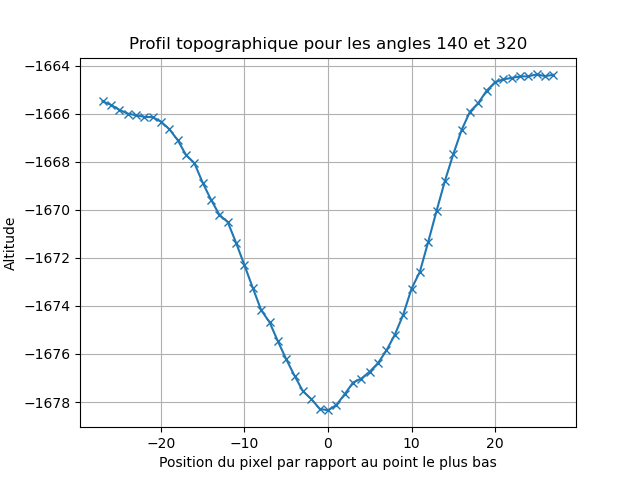 Profil topographique pour les angles 140 et 320
−1664
−1666
−1668
−1670
−1672
−1674
−1676
−1678
Altitude
−20 −10 0 10 20
Position du pixel par rapport au point le plus bas